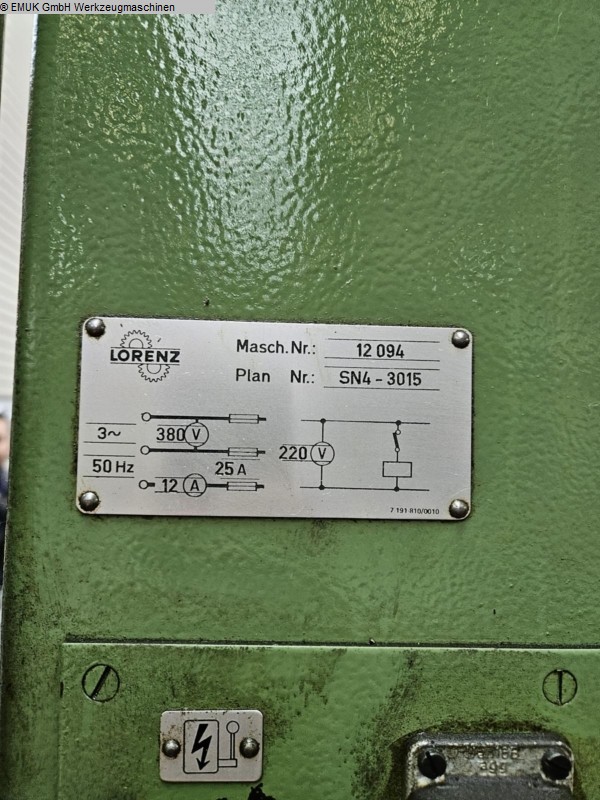 © EMUK GmbH Werkzeugmaschinen
LORENZ
Masch. Nr.: 12 094
Plan Nr.: SN4 - 3015
3~ 380 V 220 V
50 Hz 25 A
12 A
7 191 810/0010